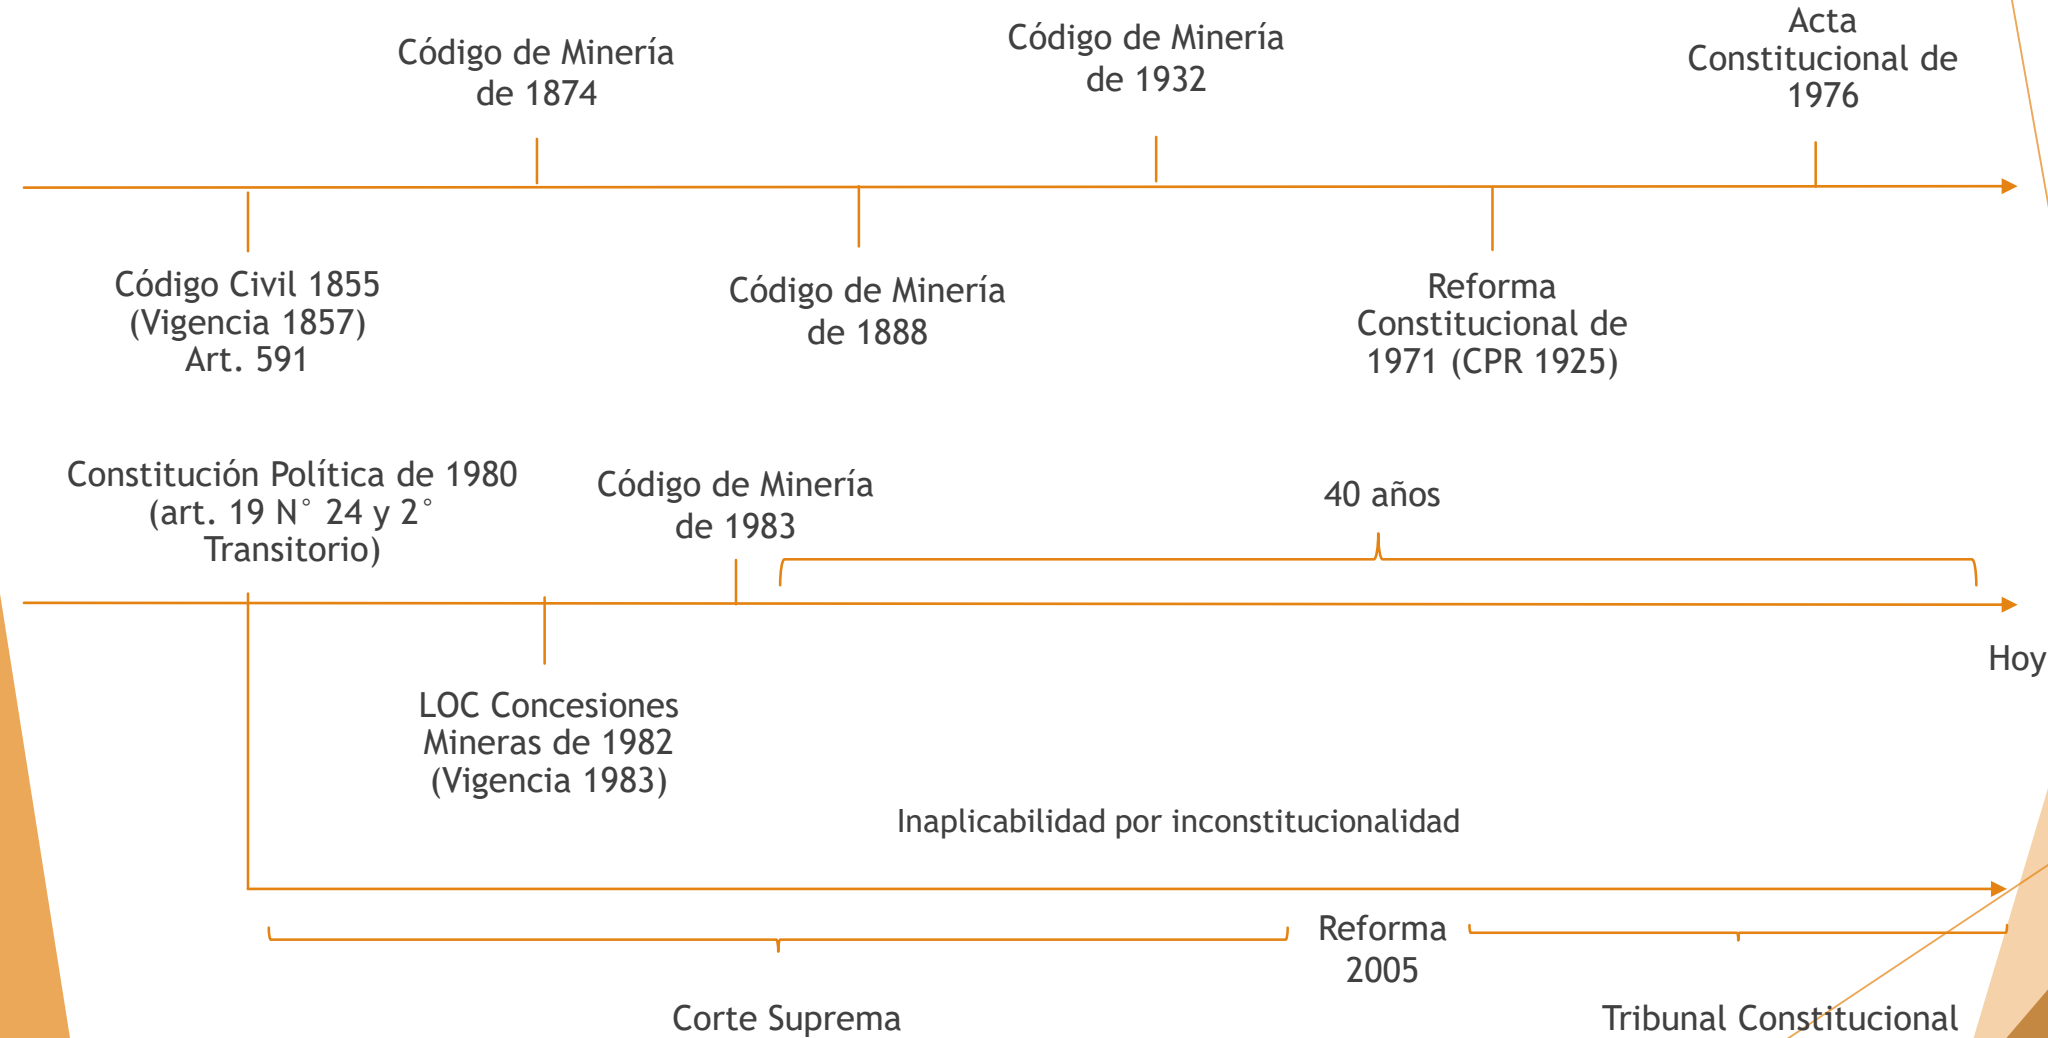 Código de Minería
de 1874
Código de Minería
de 1932
Acta
Constitucional de
1976
Código Civil 1855
(Vigencia 1857)
Art. 591
Código de Minería
de 1888
Reforma
Constitucional de
1971 (CPR 1925)
Constitución Política de 1980
(art. 19 N° 24 y 2°
Transitorio)
Código de Minería
de 1983
40 años
Hoy
LOC Concesiones
Mineras de 1982
(Vigencia 1983)
Inaplicabilidad por inconstitucionalidad
Reforma
2005
Corte Suprema
Tribunal Constitucional